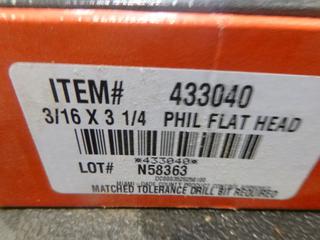 ITEM# 433040
3/16 X 3 1/4 PHIL FLAT HEAD
*433040*
LOT# N58363
MATCHED TOLERANCE DRILL BIT REQUIRED